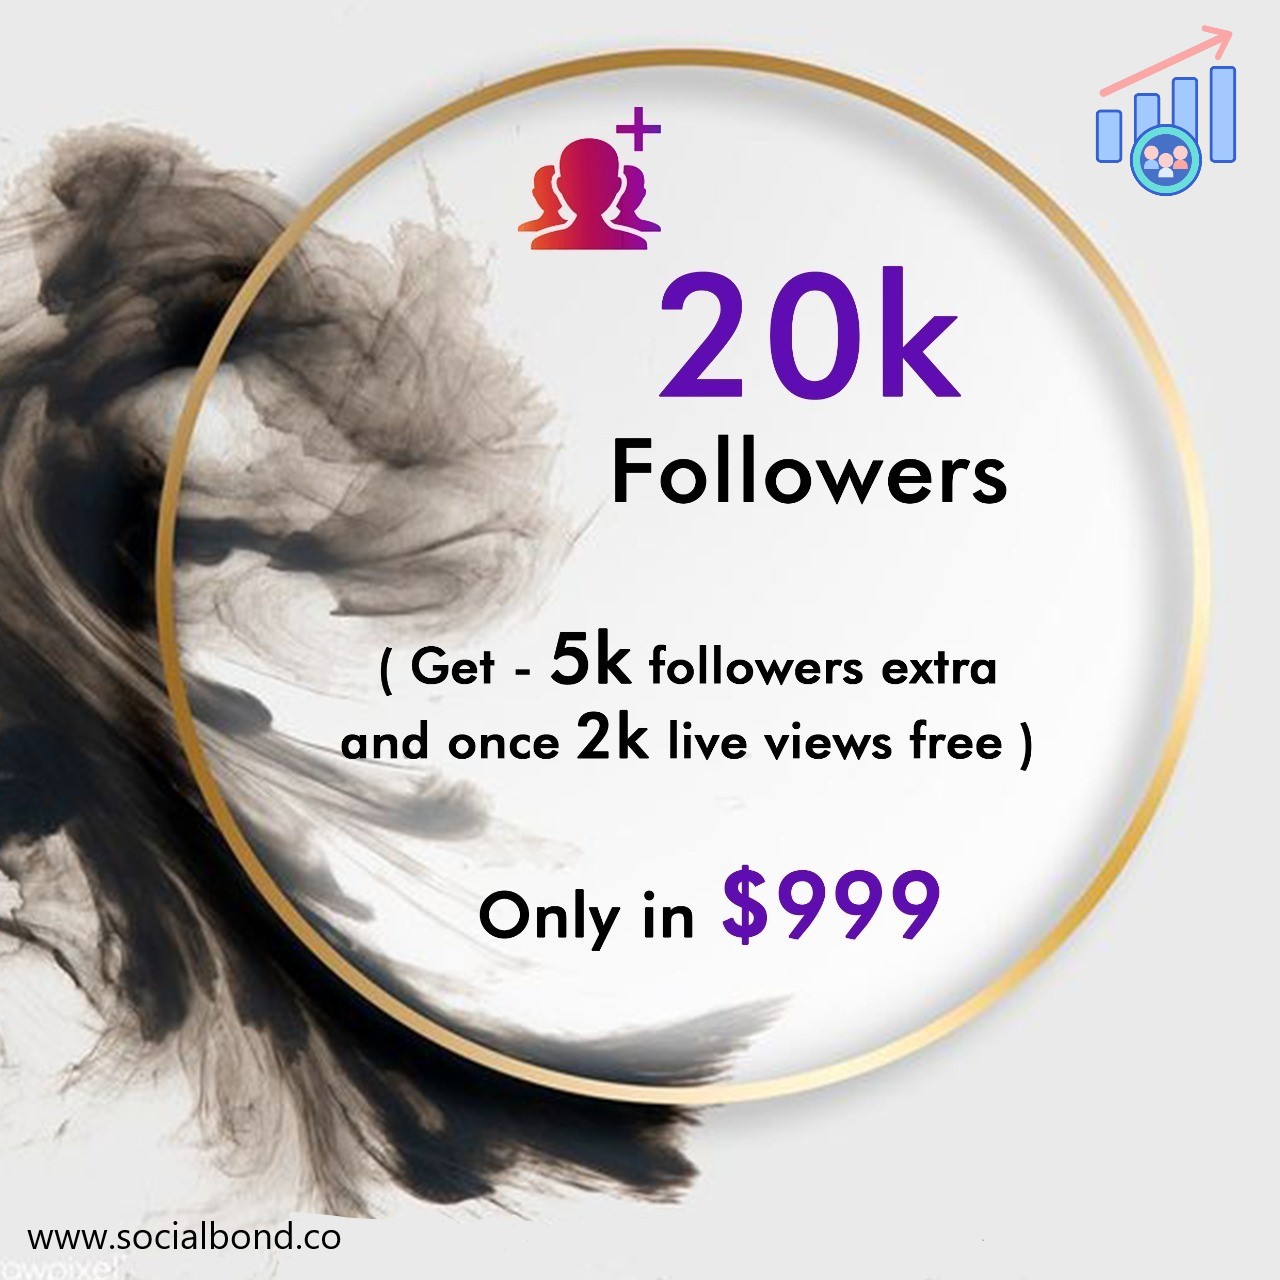 20k
Followers
( Get - 5k followers extra
and once 2k live views free )
Only in $999
www.socialbond.co